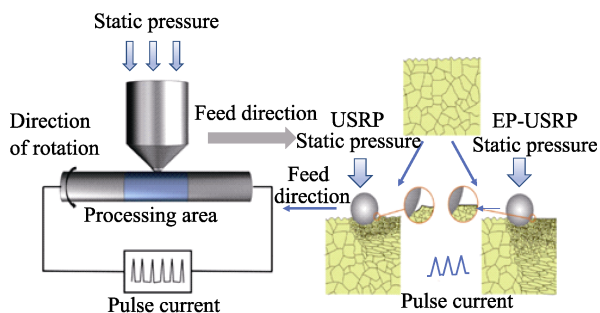 Static pressure
Direction
of rotation
Feed direction
Processing area
Pulse current
USRP
Static pressure
EP-USRP
Static pressure
Feed
direction
Pulse current